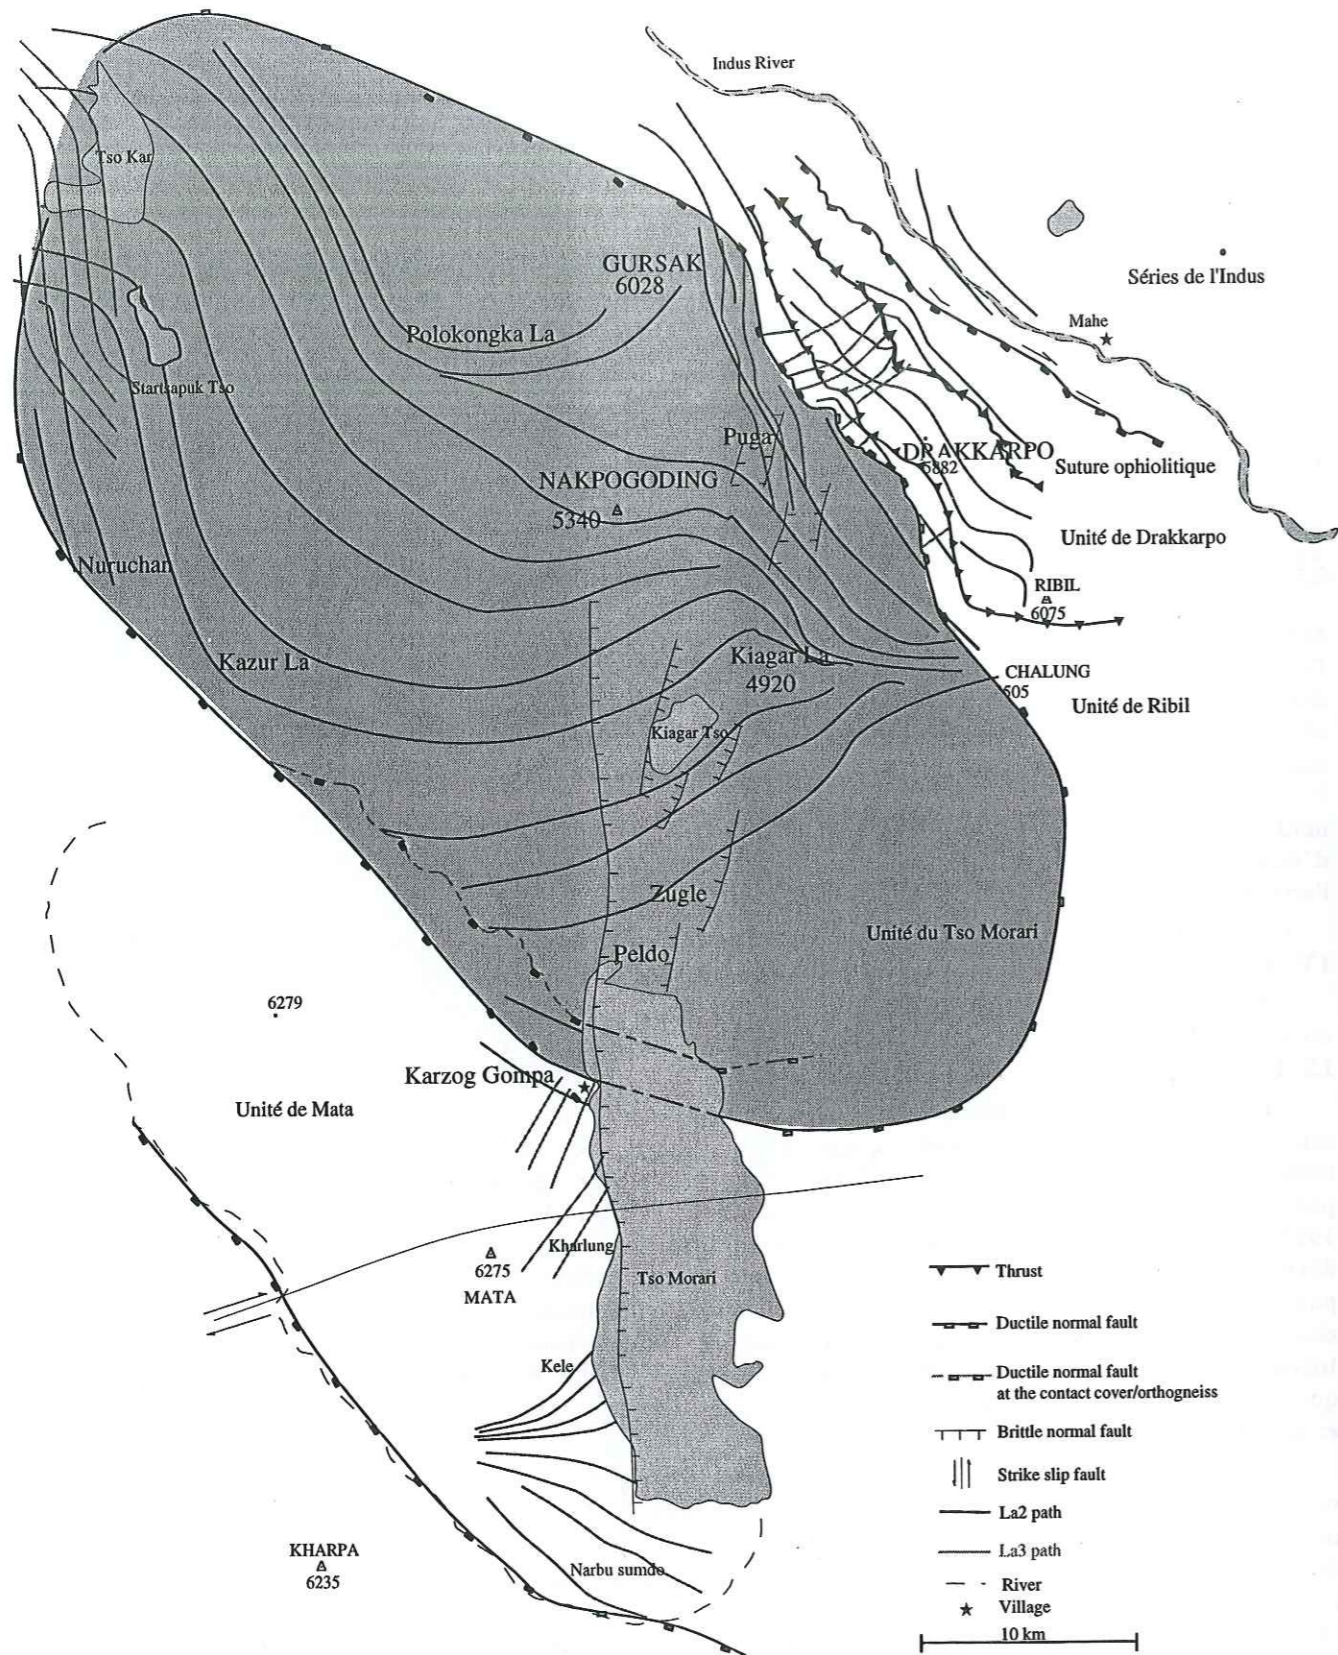 Indus River
Tso Kar
GURSAK
6028
Séries de l'Indus
Mahe
Polokongka La
Startsapuk Tso
Puga
DRAKKARPO
5882
Suture ophiolitique
NAKPOGODING
5340
Unité de Drakkarpo
Nuruchan
RIBIL
6075
Kazur La
Kiagar La
4920
CHALUNG
505
Unité de Ribil
Kiagar Tso
Zugle
Unité du Tso Morari
Peldo
6279
Karzog Gompa
Unité de Mata
Kharlung
6275
MATA
Tso Morari
Kele
KHARPA
6235
Narbu sumdo
Thrust
Ductile normal fault
Ductile normal fault
at the contact cover/orthogneiss
Brittle normal fault
Strike slip fault
La2 path
La3 path
River
Village
10 km